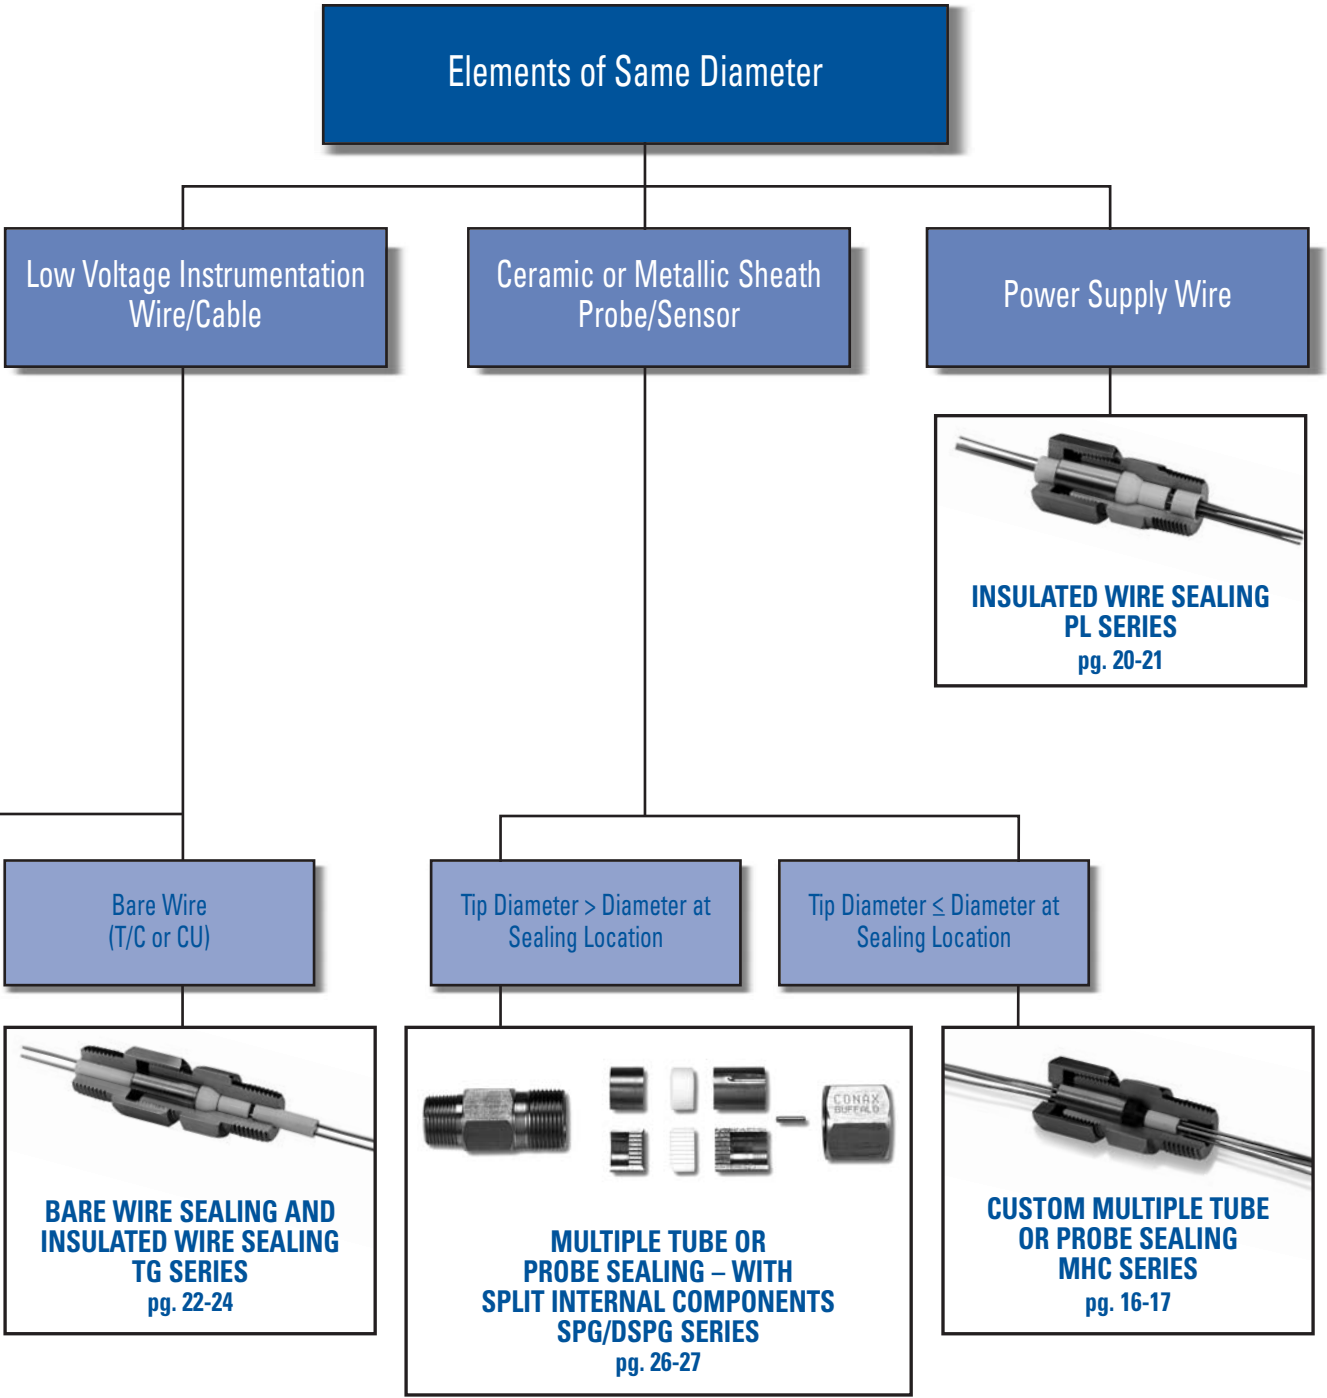 Elements of Same Diameter
Low Voltage Instrumentation
Wire/Cable
Ceramic or Metallic Sheath
Probe/Sensor
Power Supply Wire
INSULATED WIRE SEALING
PL SERIES
pg. 20-21
Bare Wire
(T/C or CU)
Tip Diameter > Diameter at
Sealing Location
Tip Diameter ≤ Diameter at
Sealing Location
BARE WIRE SEALING AND
INSULATED WIRE SEALING
TG SERIES
pg. 22-24
CONAX
BUFFALO
MULTIPLE TUBE OR
PROBE SEALING – WITH
SPLIT INTERNAL COMPONENTS
SPG/DSPG SERIES
pg. 26-27
CUSTOM MULTIPLE TUBE
OR PROBE SEALING
MHC SERIES
pg. 16-17